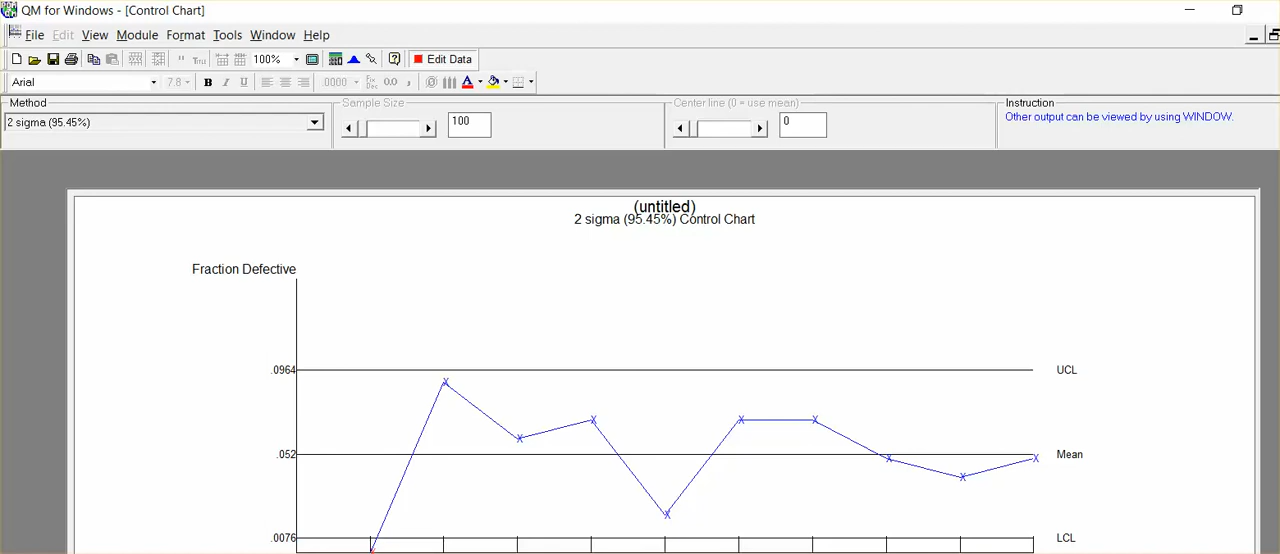 QM for Windows - [Control Chart]
File Edit View Module Format Tools Window Help
100% Edit Data
Arial 7.8 B I U .0000 Fix Dec 0.0 , A
Method
2 sigma (95.45%)
Sample Size
100
Center line (0 = use mean)
0
Instruction
Other output can be viewed by using WINDOW.
(untitled)
2 sigma (95.45%) Control Chart
Fraction Defective
.0964 UCL
.052 Mean
.0076 LCL